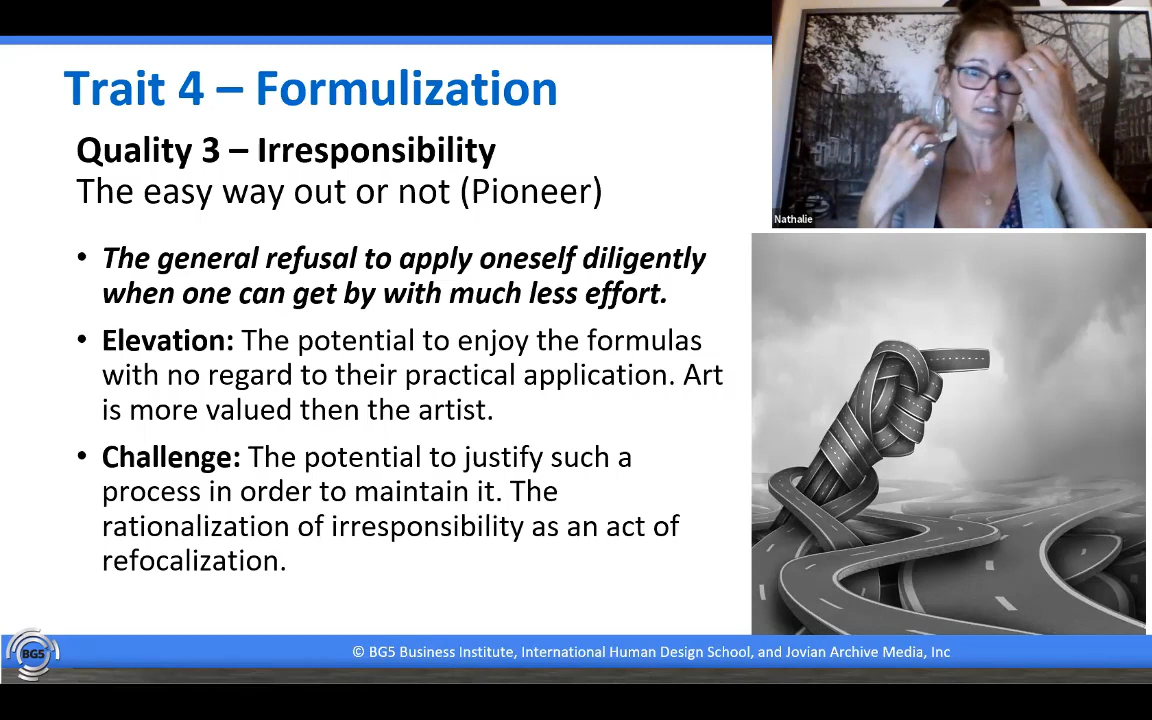 Trait 4 – Formulization
Quality 3 – Irresponsibility
The easy way out or not (Pioneer)
• The general refusal to apply oneself diligently
when one can get by with much less effort.
• Elevation: The potential to enjoy the formulas
with no regard to their practical application. Art
is more valued then the artist.
• Challenge: The potential to justify such a
process in order to maintain it. The
rationalization of irresponsibility as an act of
refocalization.
Nathalie
BG5
© BG5 Business Institute, International Human Design School, and Jovian Archive Media, Inc